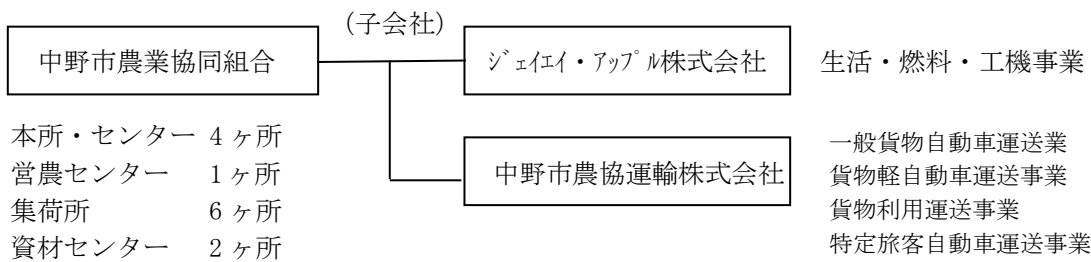 (子会社)
中野市農業協同組合
ジェイエイ・アップル株式会社
生活・燃料・工機事業
本所・センター 4ヶ所
営農センター 1ヶ所
集荷所 6ヶ所
資材センター 2ヶ所
中野市農協運輸株式会社
一般貨物自動車運送業
貨物軽自動車運送事業
貨物利用運送事業
特定旅客自動車運送事業